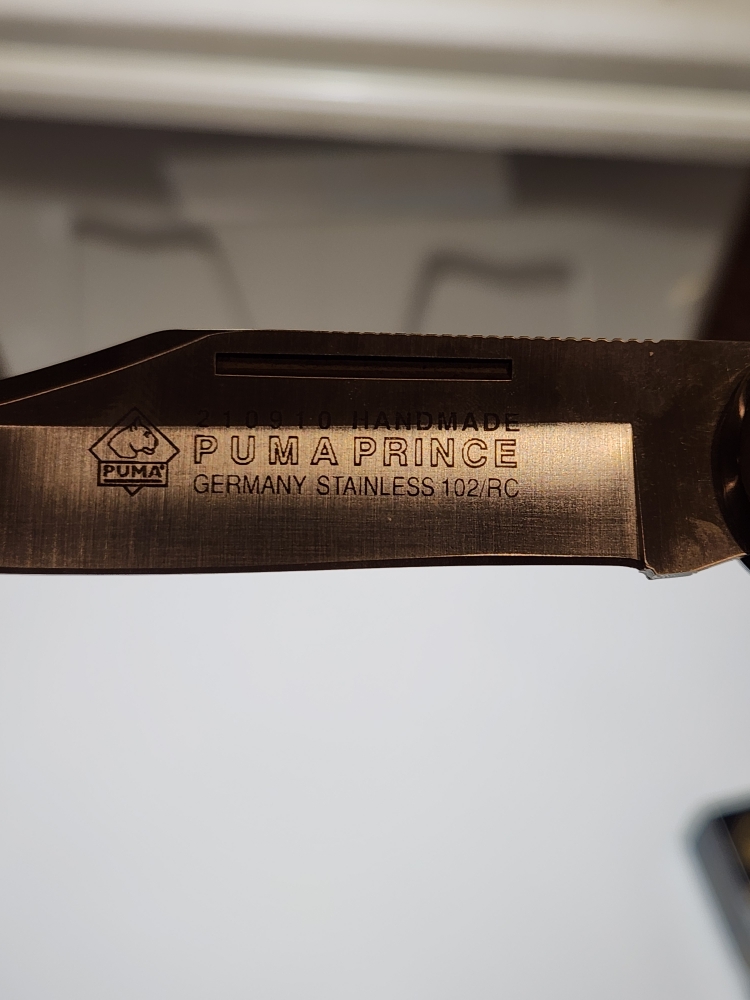 210910 HANDMADE
PUMA PRINCE
GERMANY STAINLESS 102/RC
PUMA®